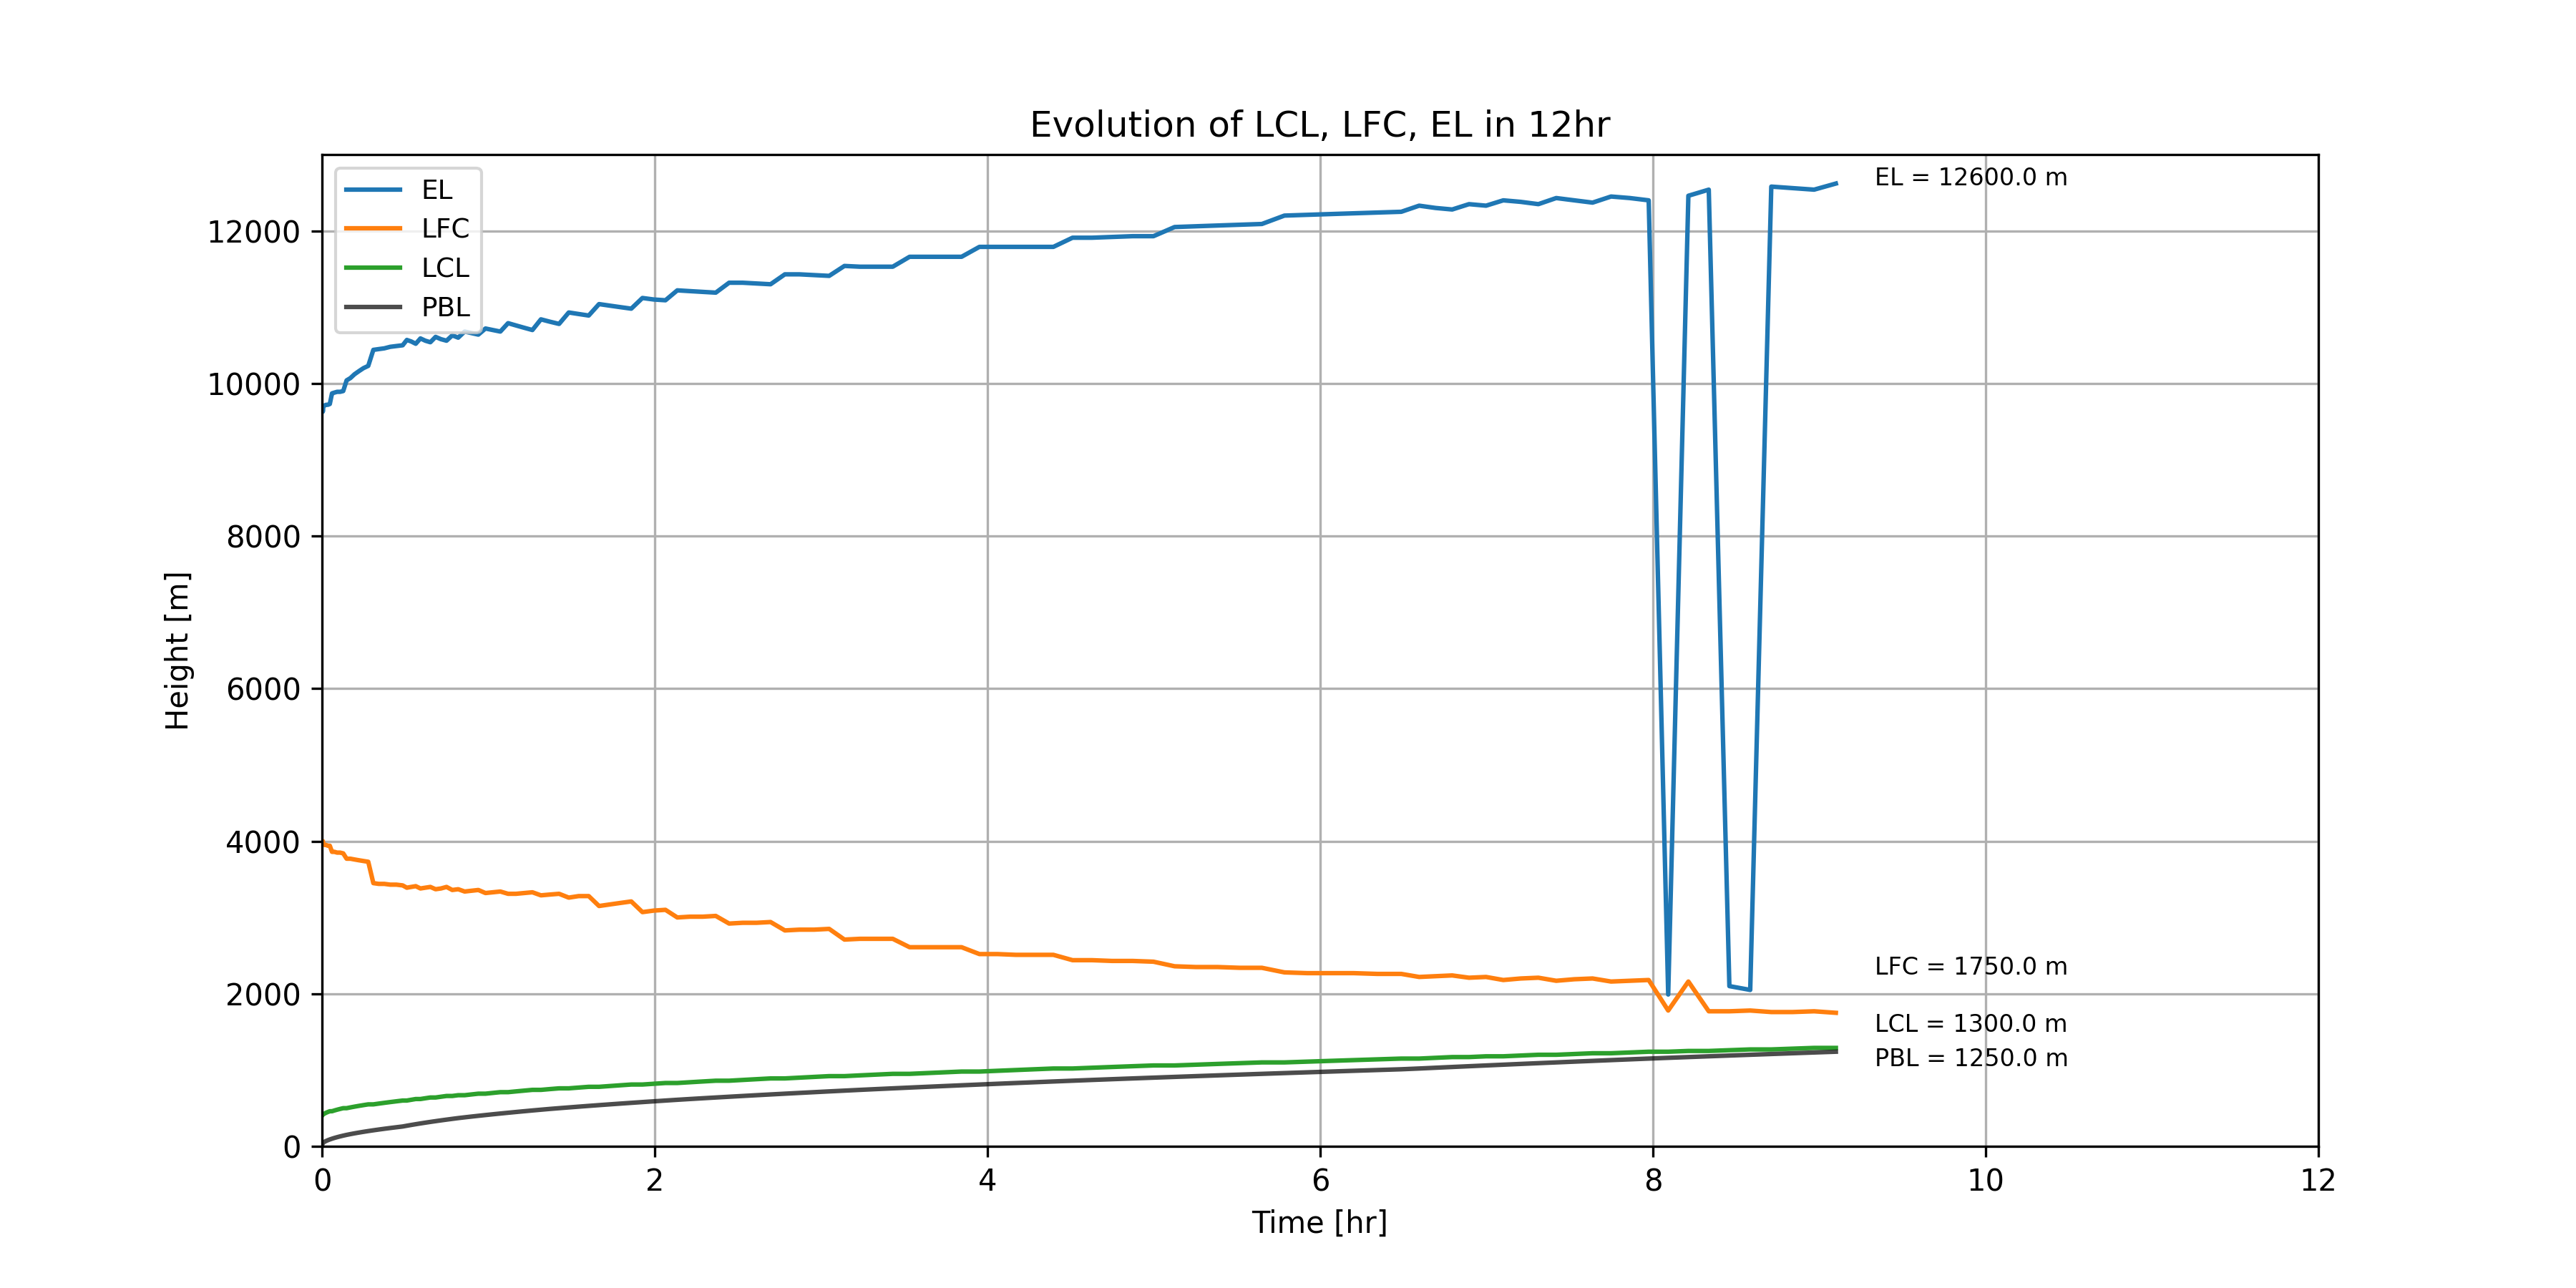 Evolution of LCL, LFC, EL in 12hr
EL
LFC
LCL
PBL
EL = 12600.0 m
LFC = 1750.0 m
LCL = 1300.0 m
PBL = 1250.0 m
12000
10000
8000
6000
4000
2000
0
Height [m]
0 2 4 6 8 10 12
Time [hr]